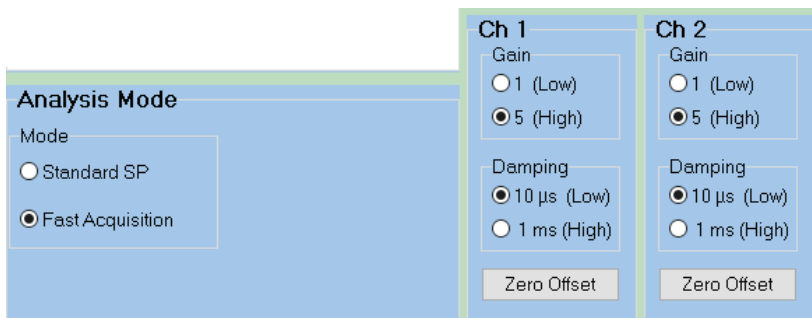 Analysis Mode
Mode
Standard SP
Fast Acquisition
Ch 1
Gain
1 (Low)
5 (High)
Damping
10 µs (Low)
1 ms (High)
Zero Offset
Ch 2
Gain
1 (Low)
5 (High)
Damping
10 µs (Low)
1 ms (High)
Zero Offset